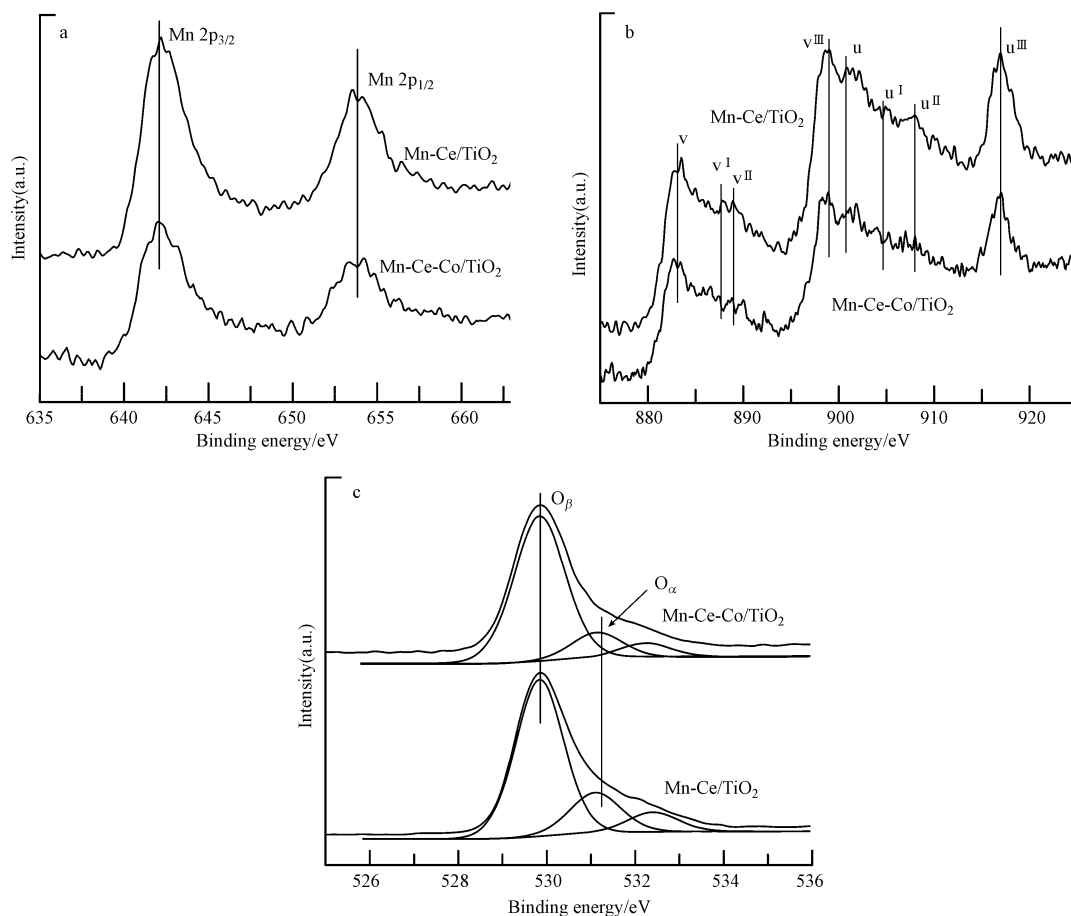 a
Mn 2p3/2
Mn 2p1/2
Mn-Ce/TiO2
Mn-Ce-Co/TiO2
Intensity(a.u.)
635 640 645 650 655 660
Binding energy/eV
b
vIII u uIII
uI uII
Mn-Ce/TiO2
v vI vII
Mn-Ce-Co/TiO2
Intensity(a.u.)
880 890 900 910 920
Binding energy/eV
c
Oβ
Oα
Mn-Ce-Co/TiO2
Mn-Ce/TiO2
Intensity(a.u.)
526 528 530 532 534 536
Binding energy/eV